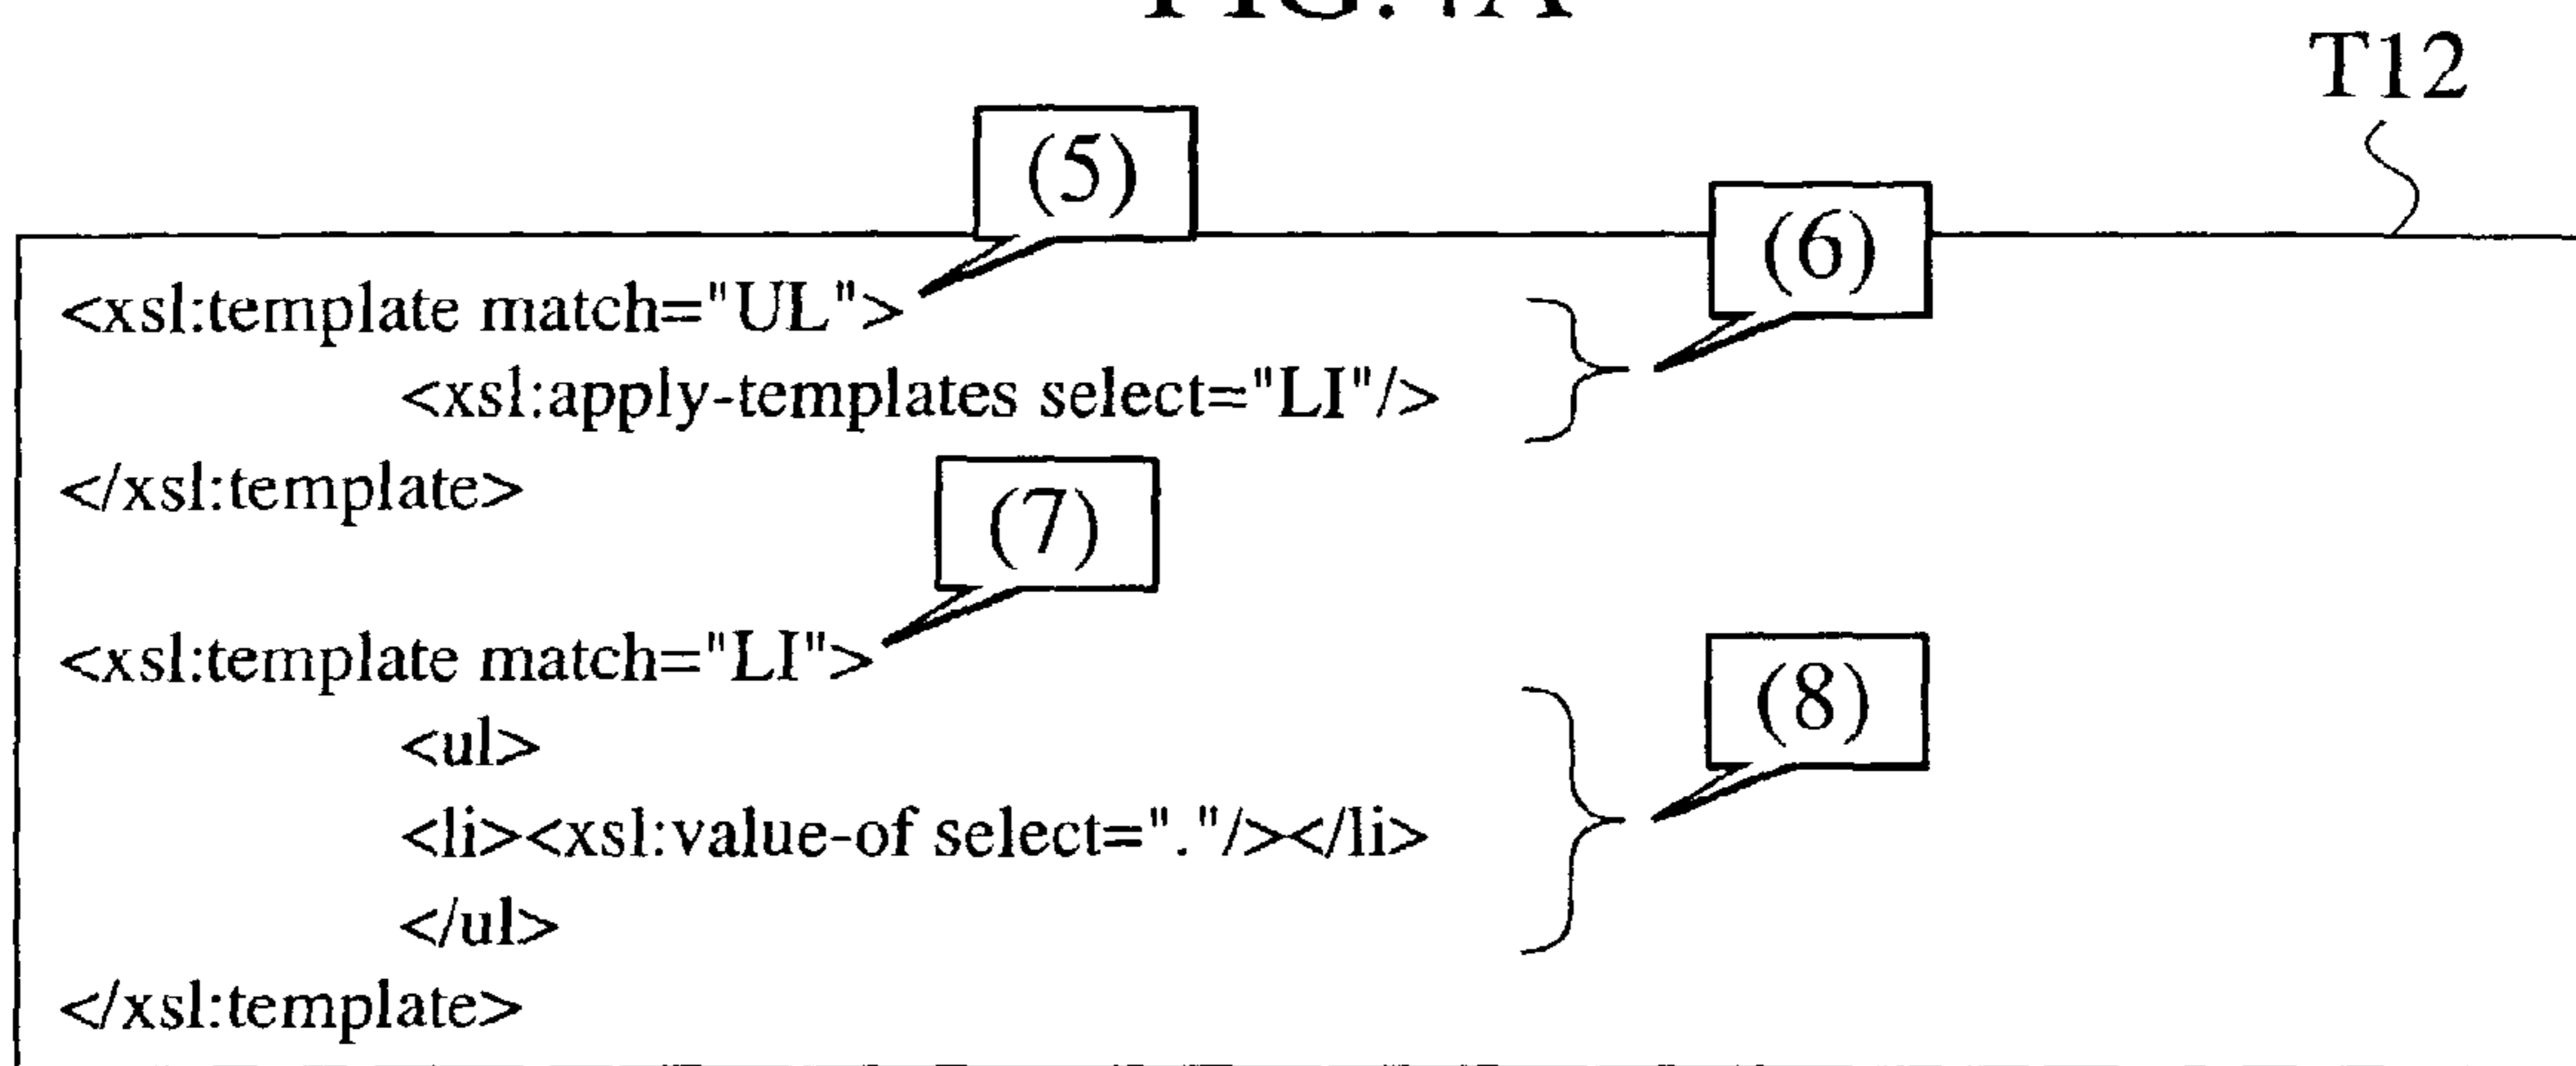 T12
(5)
(6)
<xsl:template match="UL">
<xsl:apply-templates select="LI"/>
</xsl:template>
(7)
<xsl:template match="LI">
(8)
<ul>
<li><xsl:value-of select="."/></li>
</ul>
</xsl:template>